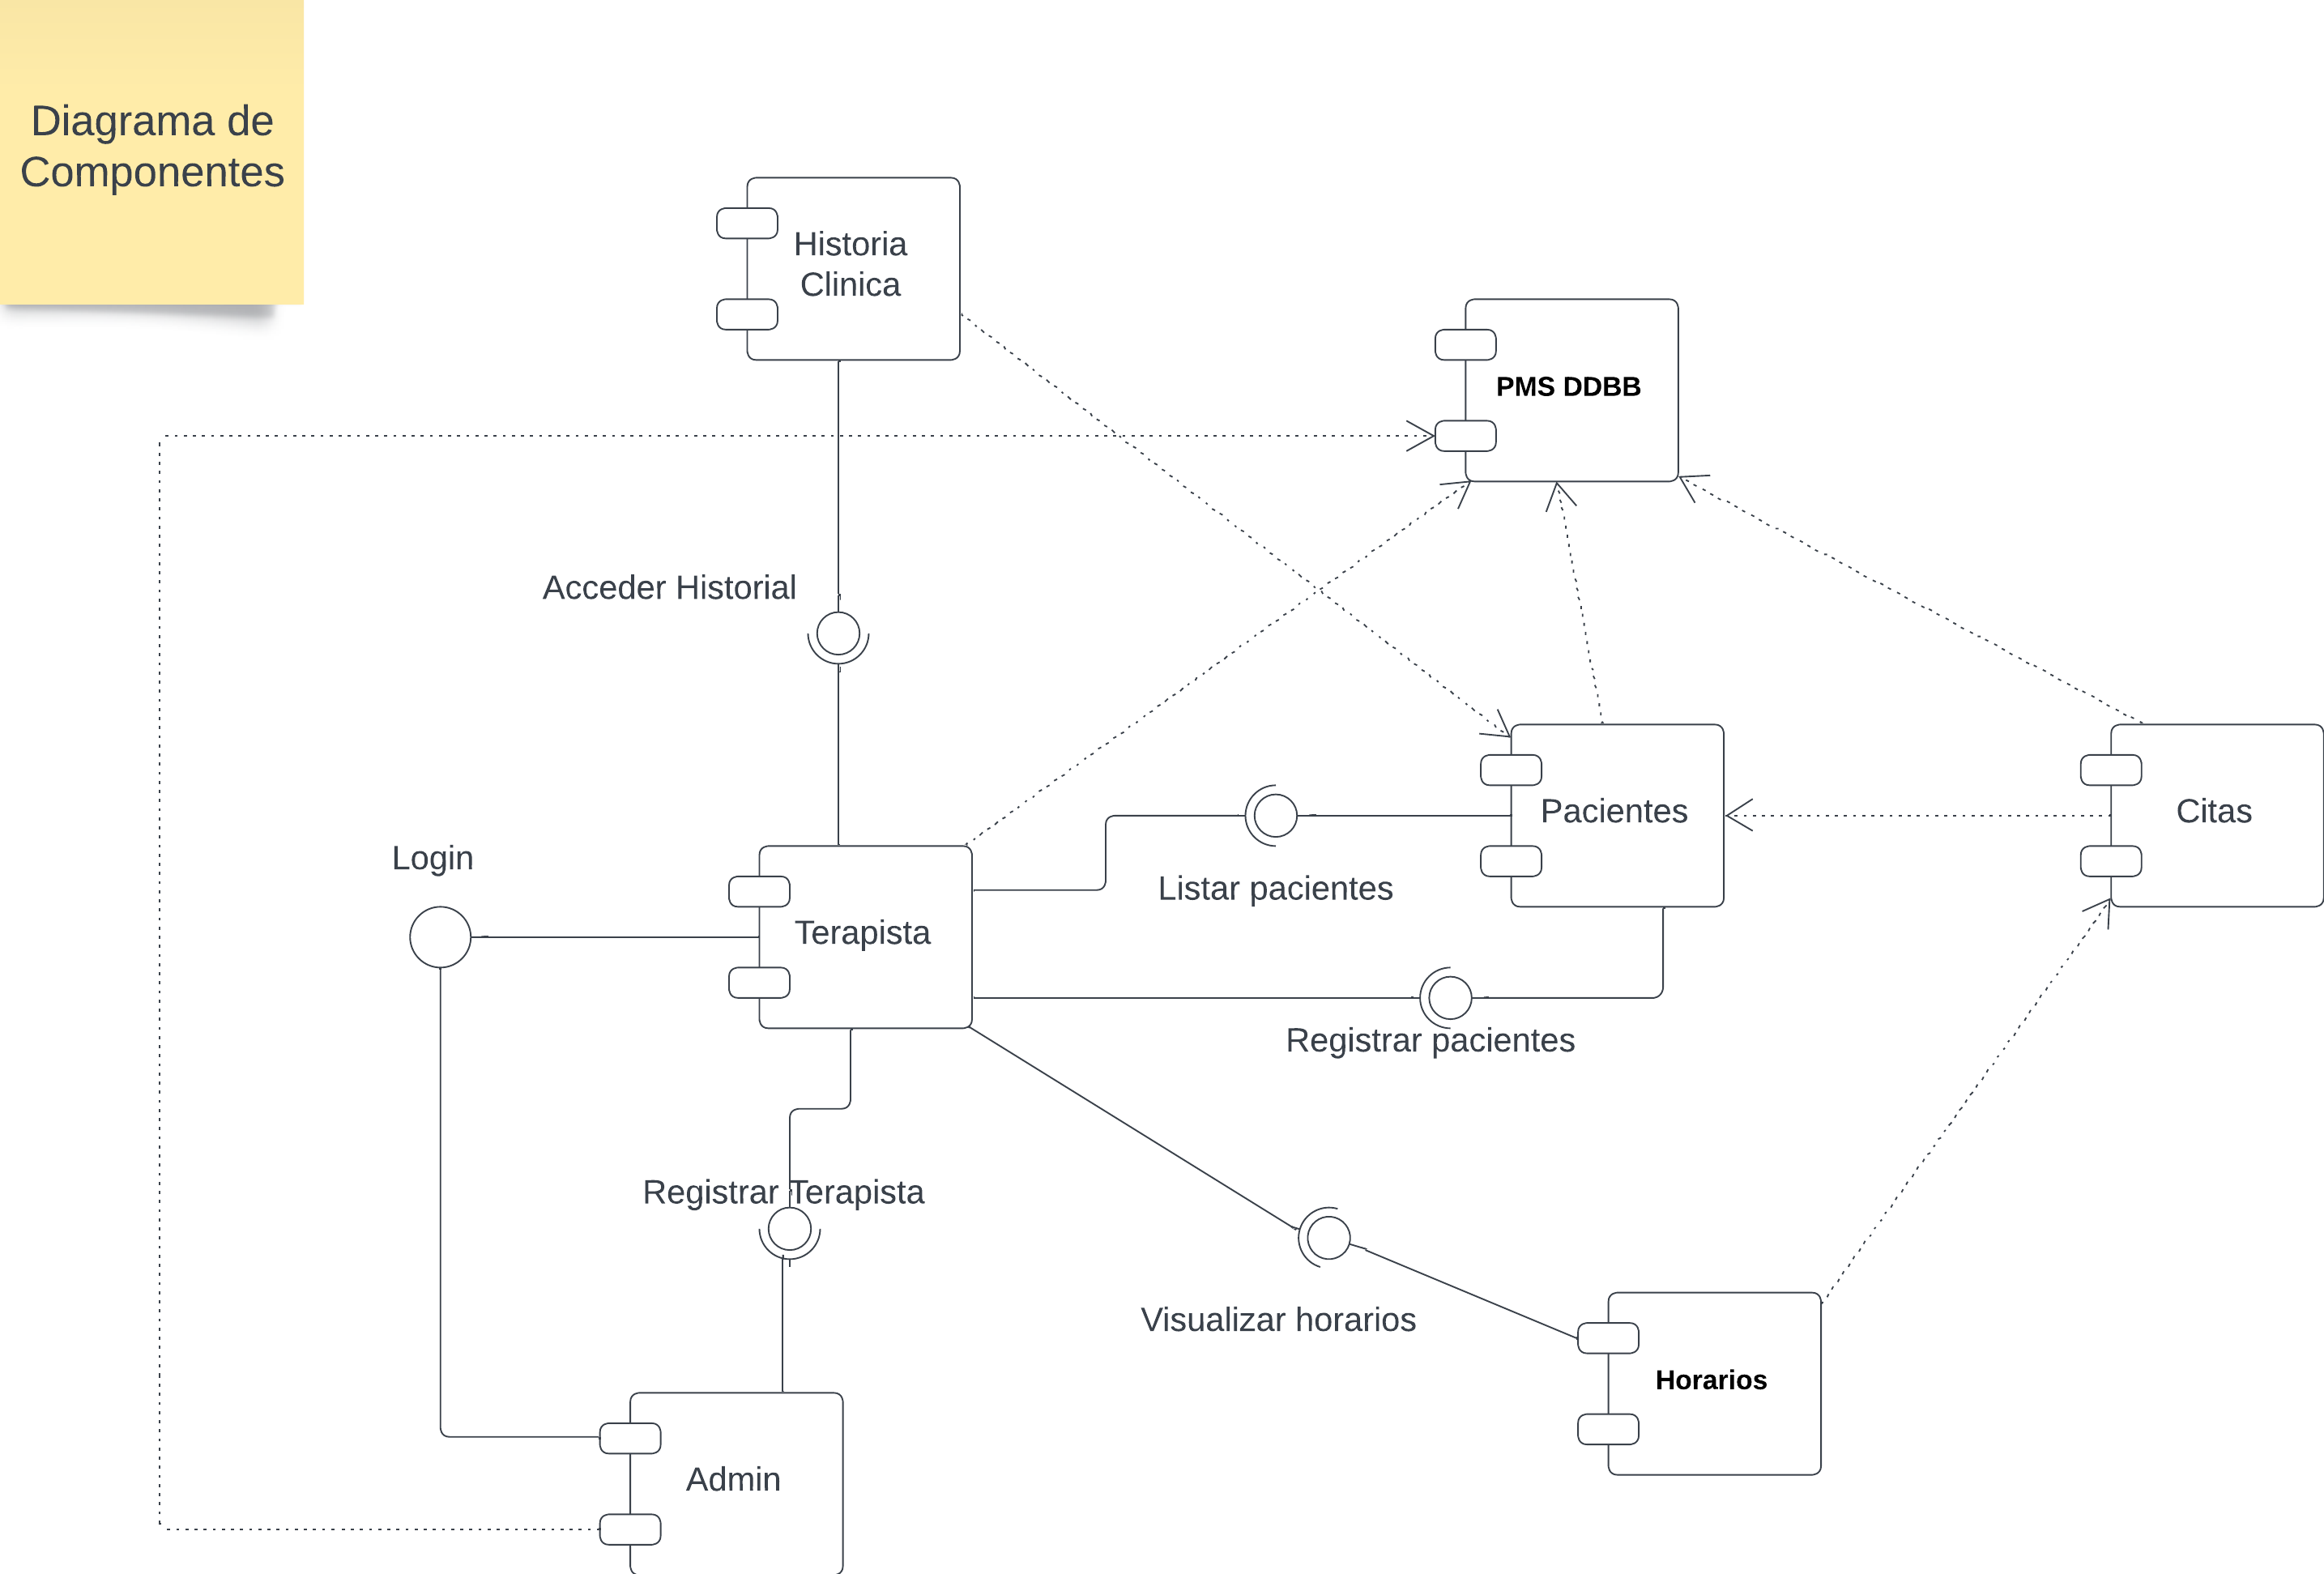 Diagrama de
Componentes
Historia
Clinica
PMS DDBB
Acceder Historial
Pacientes
Citas
Login
Listar pacientes
Terapista
Registrar pacientes
Registrar Terapista
Visualizar horarios
Horarios
Admin